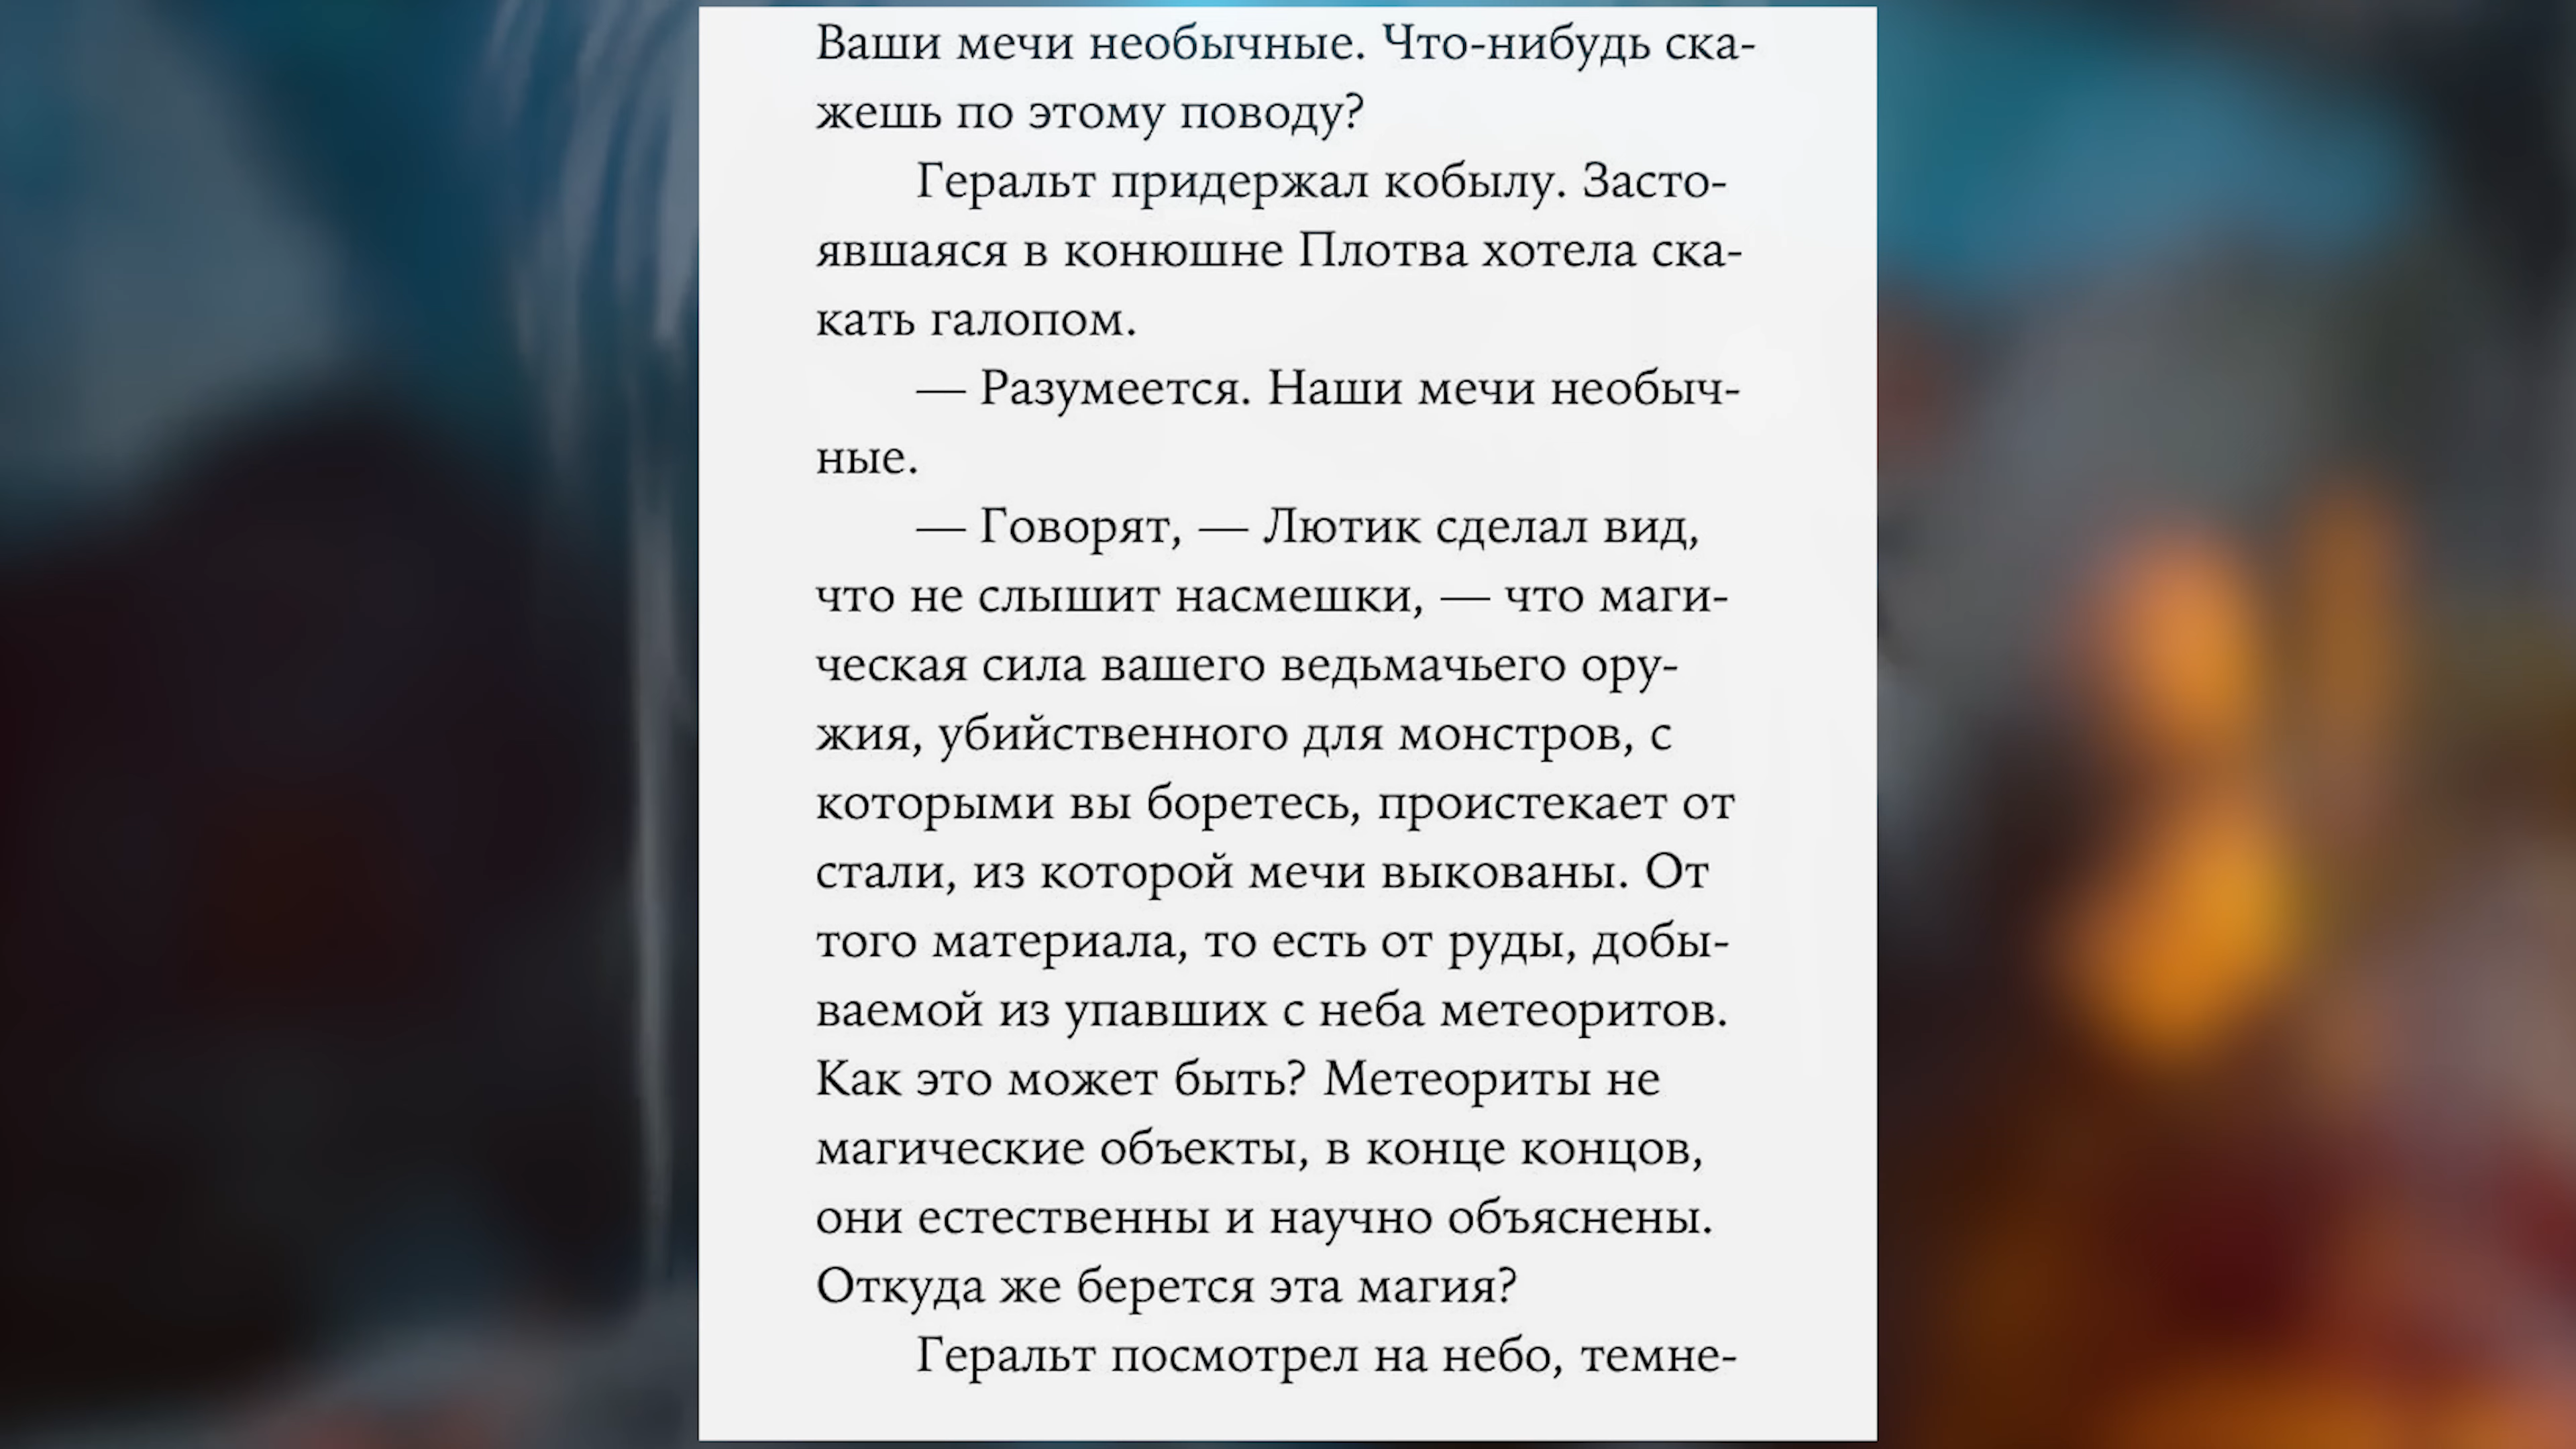 Ваши мечи необычные. Что-нибудь ска-
жешь по этому поводу?
Геральт придержал кобылу. Засто-
явшаяся в конюшне Плотва хотела ска-
кать галопом.
— Разумеется. Наши мечи необыч-
ные.
— Говорят, — Лютик сделал вид,
что не слышит насмешки, — что маги-
ческая сила вашего ведьмачьего ору-
жия, убийственного для монстров, с
которыми вы боретесь, проистекает от
стали, из которой мечи выкованы. От
того материала, то есть от руды, добы-
ваемой из упавших с неба метеоритов.
Как это может быть? Метеориты не
магические объекты, в конце концов,
они естественны и научно объяснены.
Откуда же берется эта магия?
Геральт посмотрел на небо, темне-